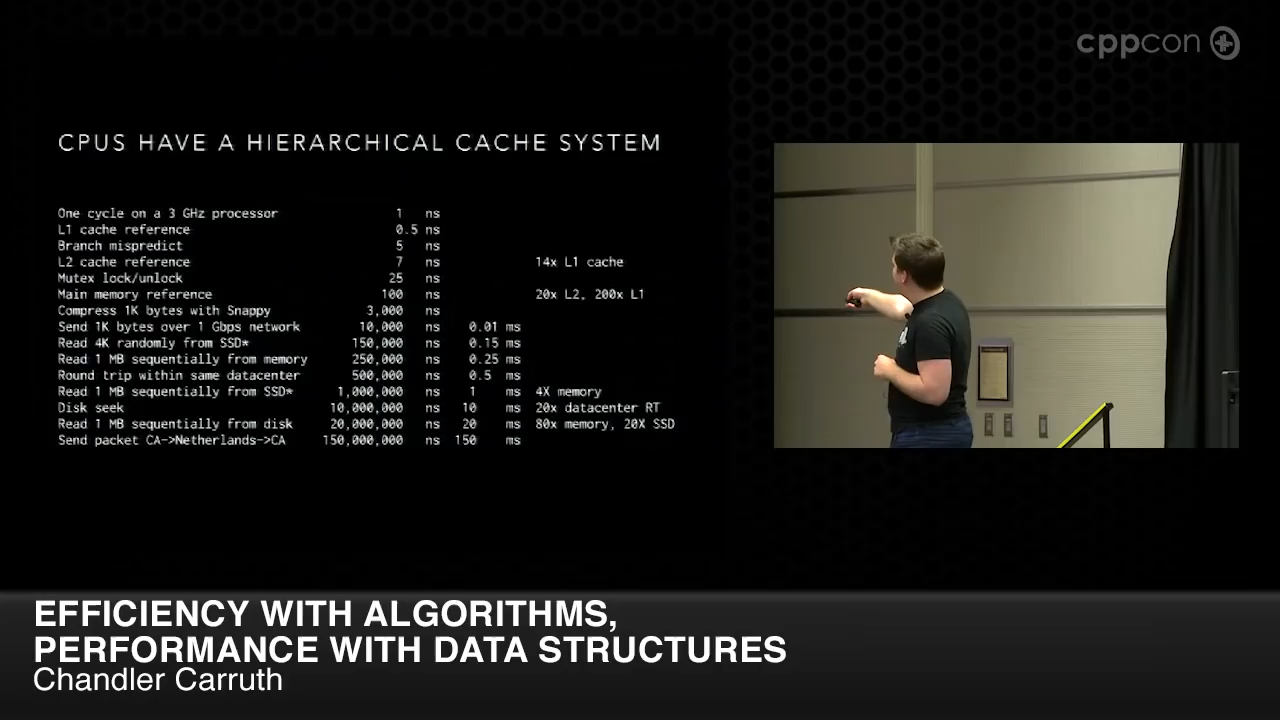 cppcon
CPUS HAVE A HIERARCHICAL CACHE SYSTEM
One cycle on a 3 GHz processor 1 ns
L1 cache reference 0.5 ns
Branch mispredict 5 ns
L2 cache reference 7 ns 14x L1 cache
Mutex lock/unlock 25 ns
Main memory reference 100 ns 20x L2, 200x L1
Compress 1K bytes with Snappy 3,000 ns
Send 1K bytes over 1 Gbps network 10,000 ns 0.01 ms
Read 4K randomly from SSD* 150,000 ns 0.15 ms
Read 1 MB sequentially from memory 250,000 ns 0.25 ms
Round trip within same datacenter 500,000 ns 0.5 ms
Read 1 MB sequentially from SSD* 1,000,000 ns 1 ms 4X memory
Disk seek 10,000,000 ns 10 ms 20x datacenter RT
Read 1 MB sequentially from disk 20,000,000 ns 20 ms 80x memory, 20X SSD
Send packet CA->Netherlands->CA 150,000,000 ns 150 ms
EFFICIENCY WITH ALGORITHMS,
PERFORMANCE WITH DATA STRUCTURES
Chandler Carruth